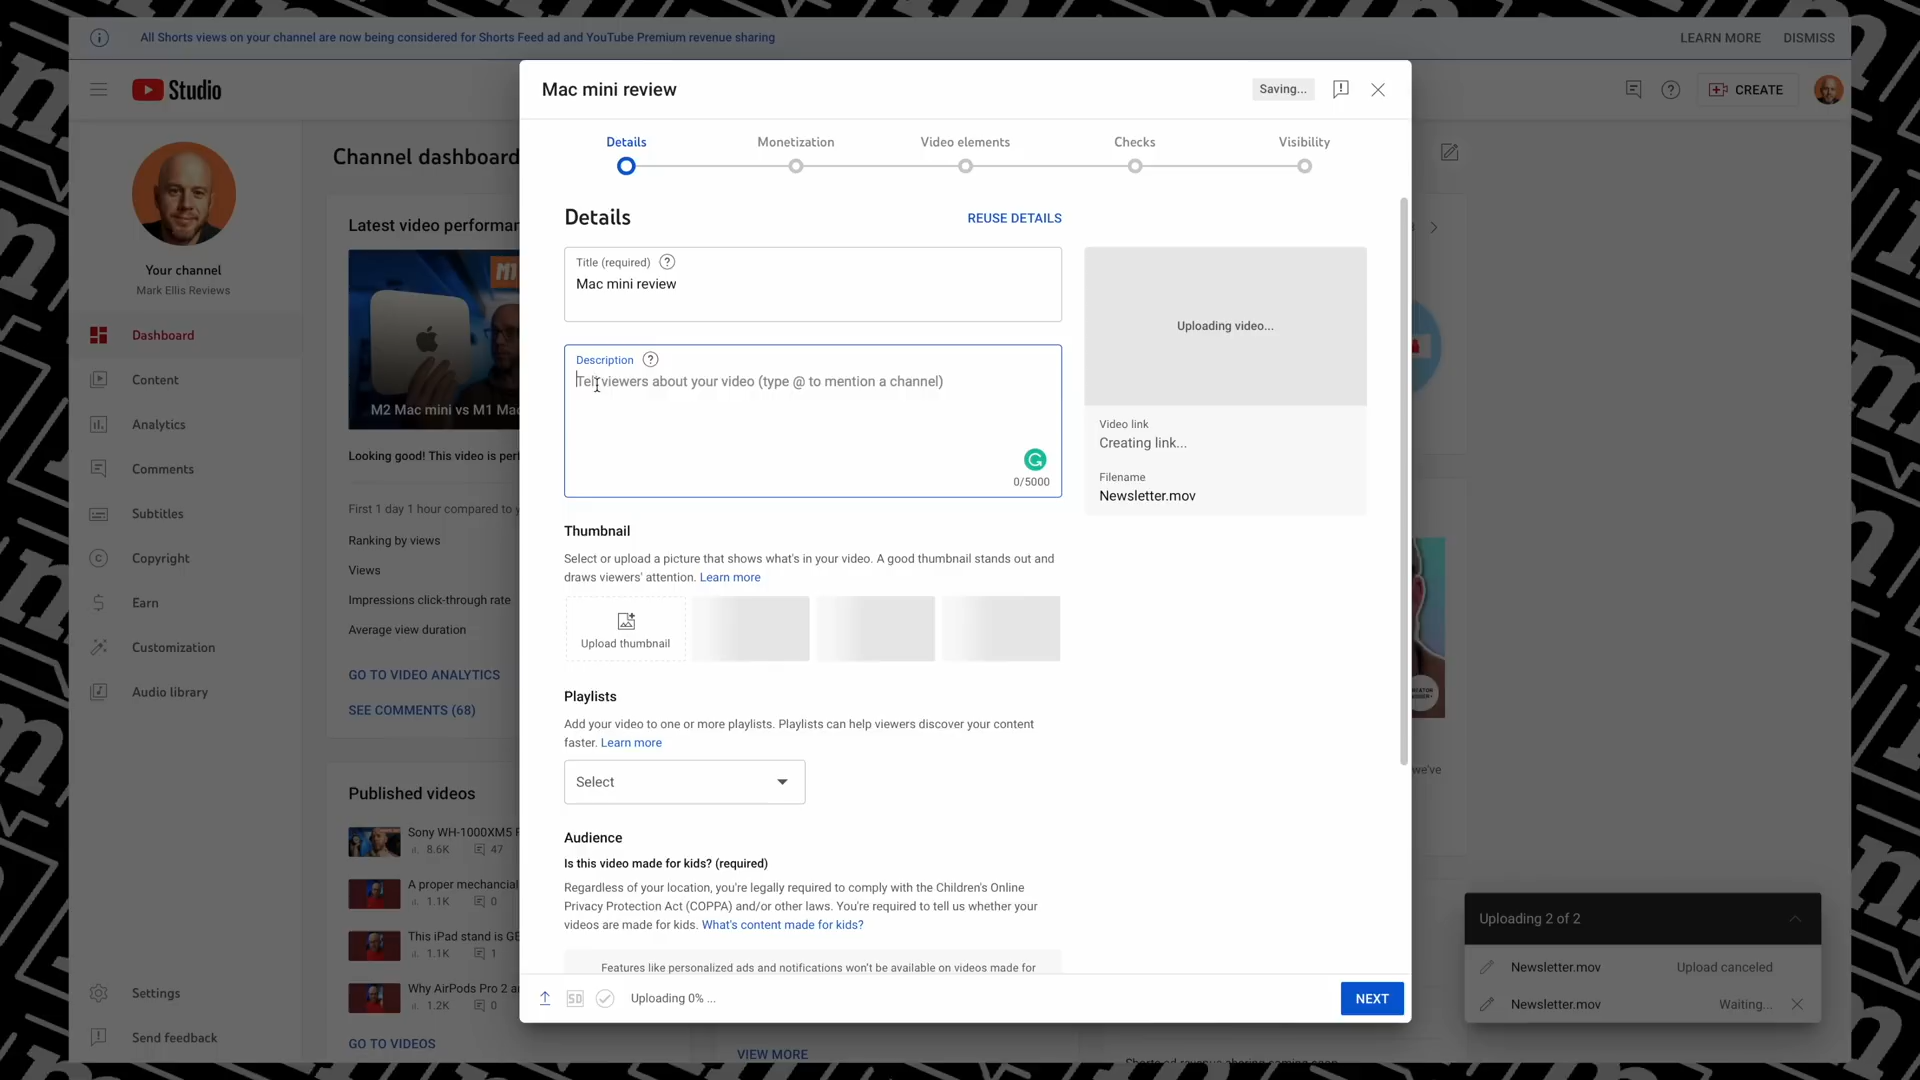 All Shorts views on your channel are now being considered for Shorts Feed ad and YouTube Premium revenue sharing
LEARN MORE
DISMISS
Studio
CREATE
Your channel
Mark Ellis Reviews
Dashboard
Content
Analytics
Comments
Subtitles
Copyright
Earn
Customization
Audio library
Settings
Send feedback
Channel dashboard
Latest video performan
M1
M2 Mac mini vs M1 Mac
Looking good! This video is perf
First 1 day 1 hour compared to y
Ranking by views
Views
Impressions click-through rate
Average view duration
GO TO VIDEO ANALYTICS
SEE COMMENTS (68)
Published videos
Sony WH-1000XM5 F
8.6K 47
A proper mechancial
1.1K 0
This iPad stand is GE
1.1K 1
Why AirPods Pro 2 a
1.2K 0
GO TO VIDEOS
VIEW MORE
Mac mini review
Saving...
Details
Monetization
Video elements
Checks
Visibility
Details
REUSE DETAILS
Title (required)
Mac mini review
Description
Tell viewers about your video (type @ to mention a channel)
0/5000
Uploading video...
Video link
Creating link...
Filename
Newsletter.mov
Thumbnail
Select or upload a picture that shows what's in your video. A good thumbnail stands out and
draws viewers' attention. Learn more
Upload thumbnail
Playlists
Add your video to one or more playlists. Playlists can help viewers discover your content
faster. Learn more
Select
Audience
Is this video made for kids? (required)
Regardless of your location, you're legally required to comply with the Children's Online
Privacy Protection Act (COPPA) and/or other laws. You're required to tell us whether your
videos are made for kids. What's content made for kids?
Features like personalized ads and notifications won't be available on videos made for
SD
Uploading 0% ...
NEXT
we've
Uploading 2 of 2
Newsletter.mov Upload canceled
Newsletter.mov Waiting...